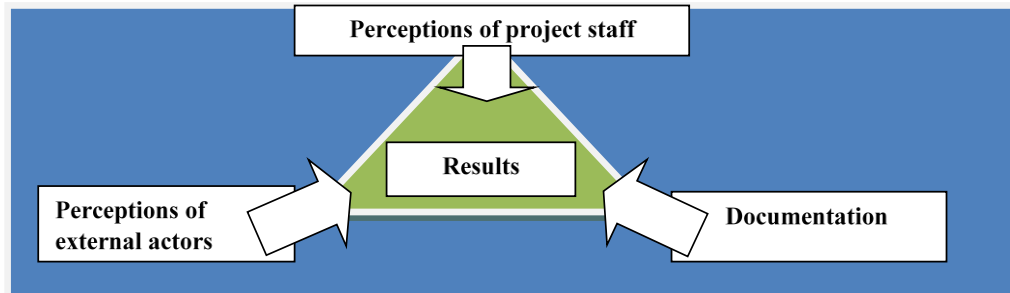 Perceptions of project staff
Results
Perceptions of
external actors
Documentation